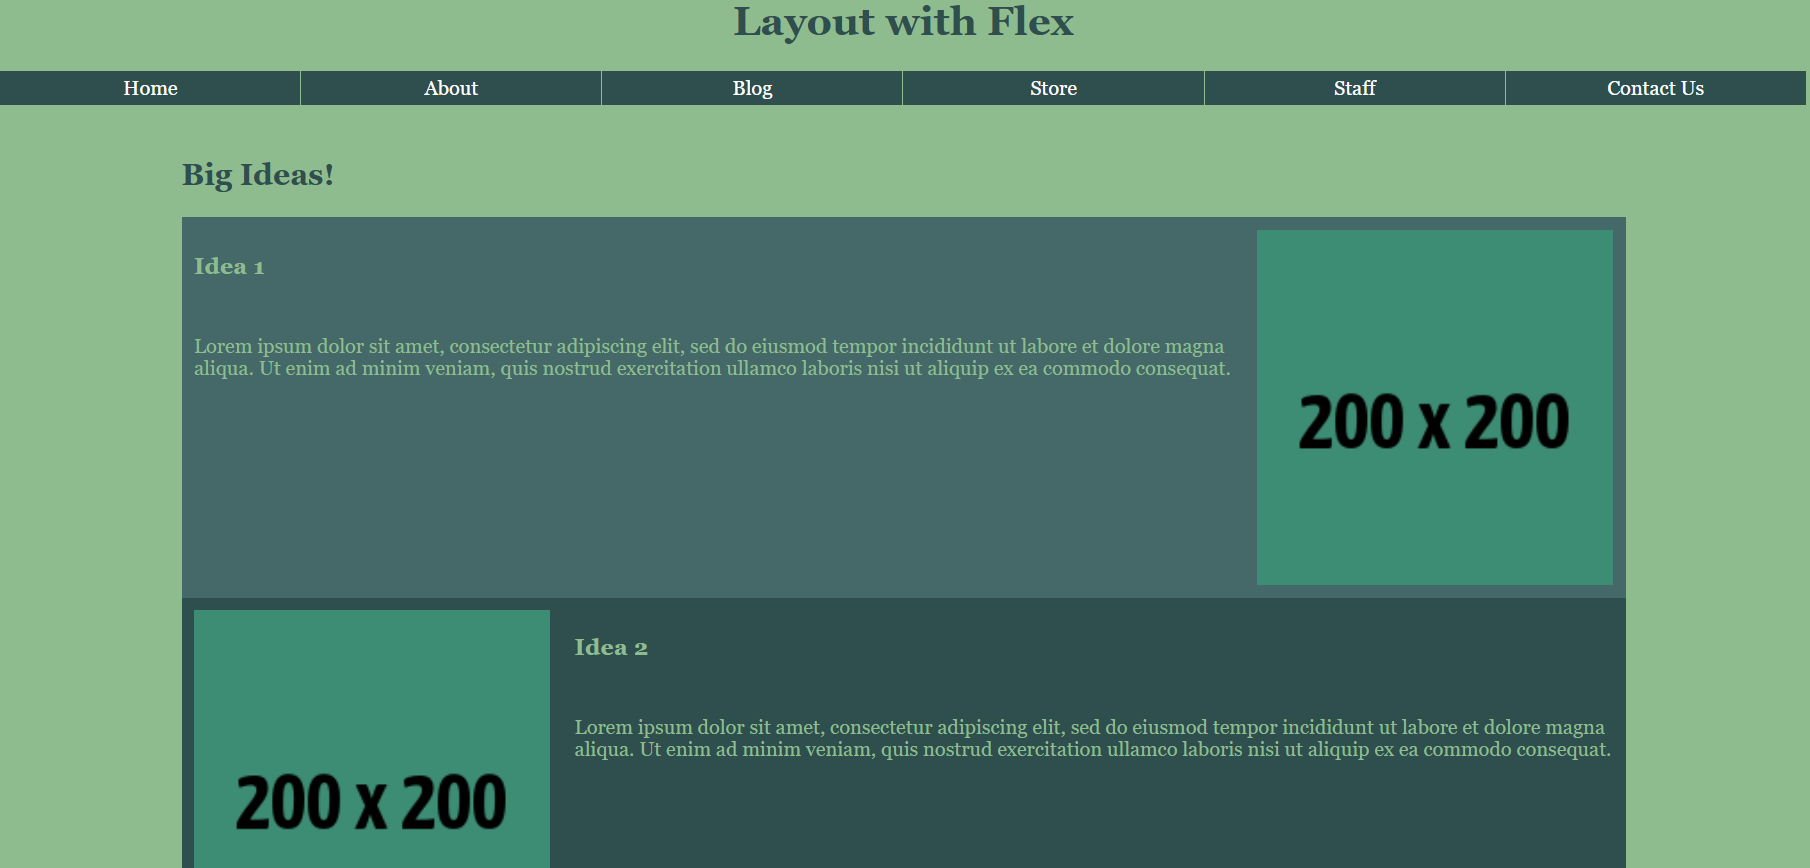 Layout with Flex
Home About Blog Store Staff Contact Us
Big Ideas!
Idea 1
Lorem ipsum dolor sit amet, consectetur adipiscing elit, sed do eiusmod tempor incididunt ut labore et dolore magna
aliqua. Ut enim ad minim veniam, quis nostrud exercitation ullamco laboris nisi ut aliquip ex ea commodo consequat.
200 x 200
Idea 2
Lorem ipsum dolor sit amet, consectetur adipiscing elit, sed do eiusmod tempor incididunt ut labore et dolore magna
aliqua. Ut enim ad minim veniam, quis nostrud exercitation ullamco laboris nisi ut aliquip ex ea commodo consequat.
200 x 200